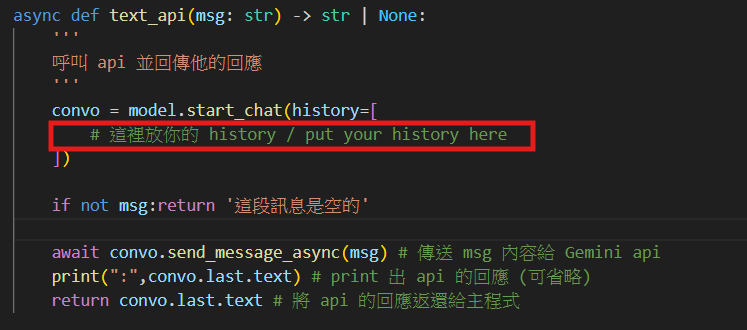 async def text_api(msg: str) -> str | None:
'''
呼叫 api 並回傳他的回應
'''
convo = model.start_chat(history=[
# 這裡放你的 history / put your history here
])
if not msg:return '這段訊息是空的'
await convo.send_message_async(msg) # 傳送 msg 內容給 Gemini api
print(":",convo.last.text) # print 出 api 的回應 (可省略)
return convo.last.text # 將 api 的回應返還給主程式